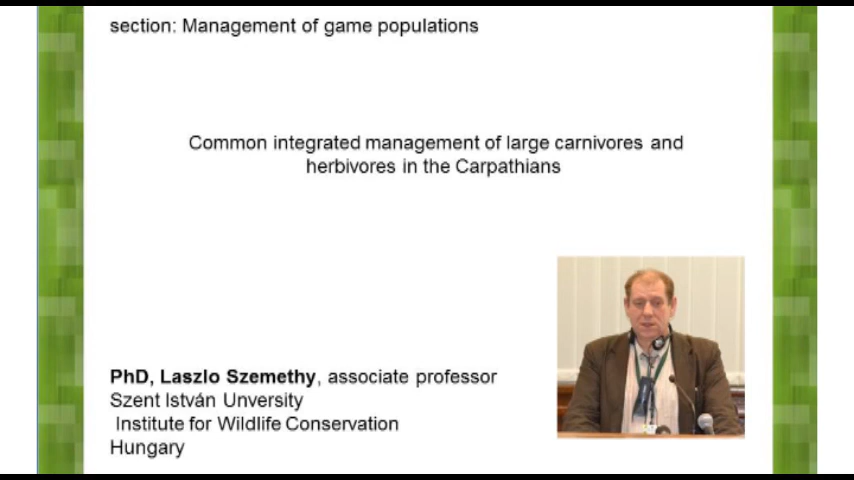 section: Management of game populations
Common integrated management of large carnivores and
herbivores in the Carpathians
PhD, Laszlo Szemethy, associate professor
Szent István Unversity
Institute for Wildlife Conservation
Hungary